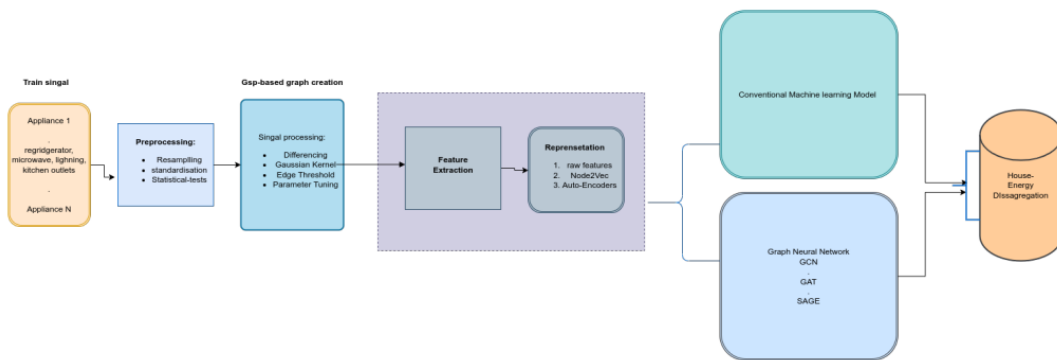 Train singal
Appliance 1
.
regridgerator,
microwave, lighning,
kitchen outlets
.
Appliance N
Preprocessing:
Resamplling
standardisation
Statistical-tests
Gsp-based graph creation
Singal processing:
Differencing
Gaussian Kernel
Edge Threshold
Parameter Tuning
Feature
Extraction
Reprensetation
1. raw features
2. Node2Vec
3. Auto-Encoders
Conventional Machine learning Model
Graph Neural Network
GCN
.
GAT
.
SAGE
House-
Energy
DIssagregation